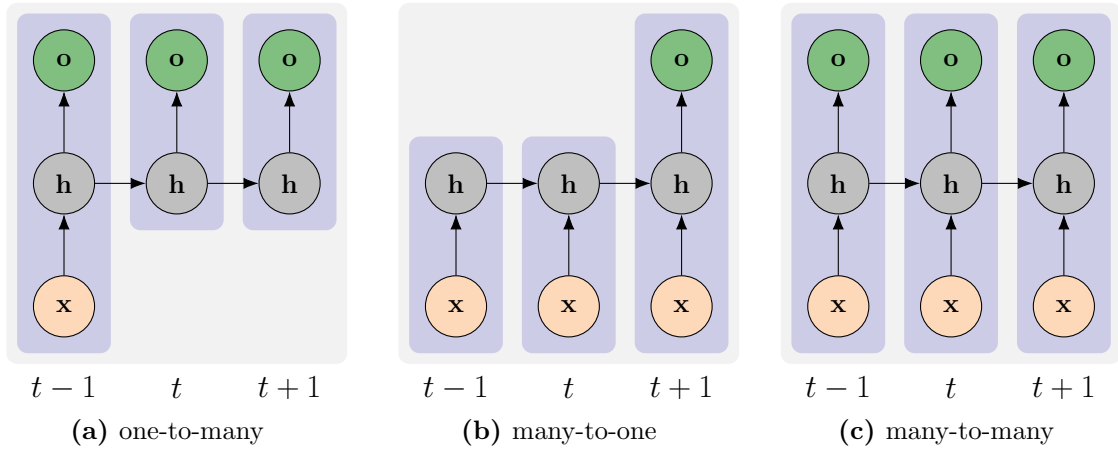 o o o o o o o
h h h h h h h h h
x x x x x x x
t − 1 t t + 1 t − 1 t t + 1 t − 1 t t + 1
(a) one-to-many (b) many-to-one (c) many-to-many